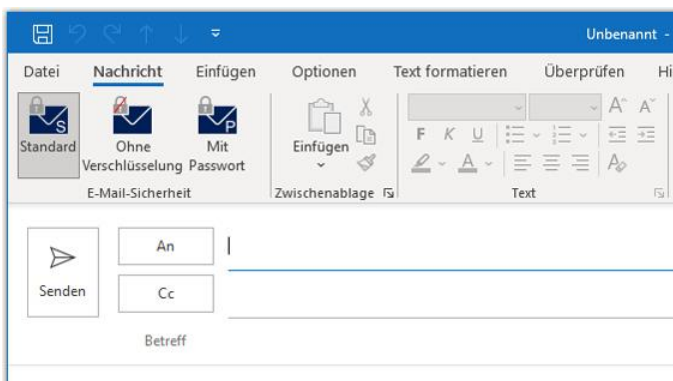 Unbenannt -
Datei Nachricht Einfügen Optionen Text formatieren Überprüfen Hi
S P
Standard Ohne Verschlüsselung Mit Passwort Einfügen
F K U A A
A A
E-Mail-Sicherheit Zwischenablage Text
An
Senden Cc
Betreff